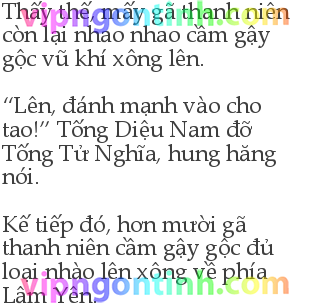 Thấy thế, mấy gã thanh niên
còn lại nhào nhao cầm gậy
gộc vũ khí xông lên.
“Lên, đánh mạnh vào cho
tao!” Tống Diệu Nam đỡ
Tống Tử Nghĩa, hung hăng
nói.
Kế tiếp đó, hơn mười gã
thanh niên cầm gậy gộc đủ
loại nhào lên xông về phía
Lâm Yên.
vipngontinh.com
vipngontinh.com